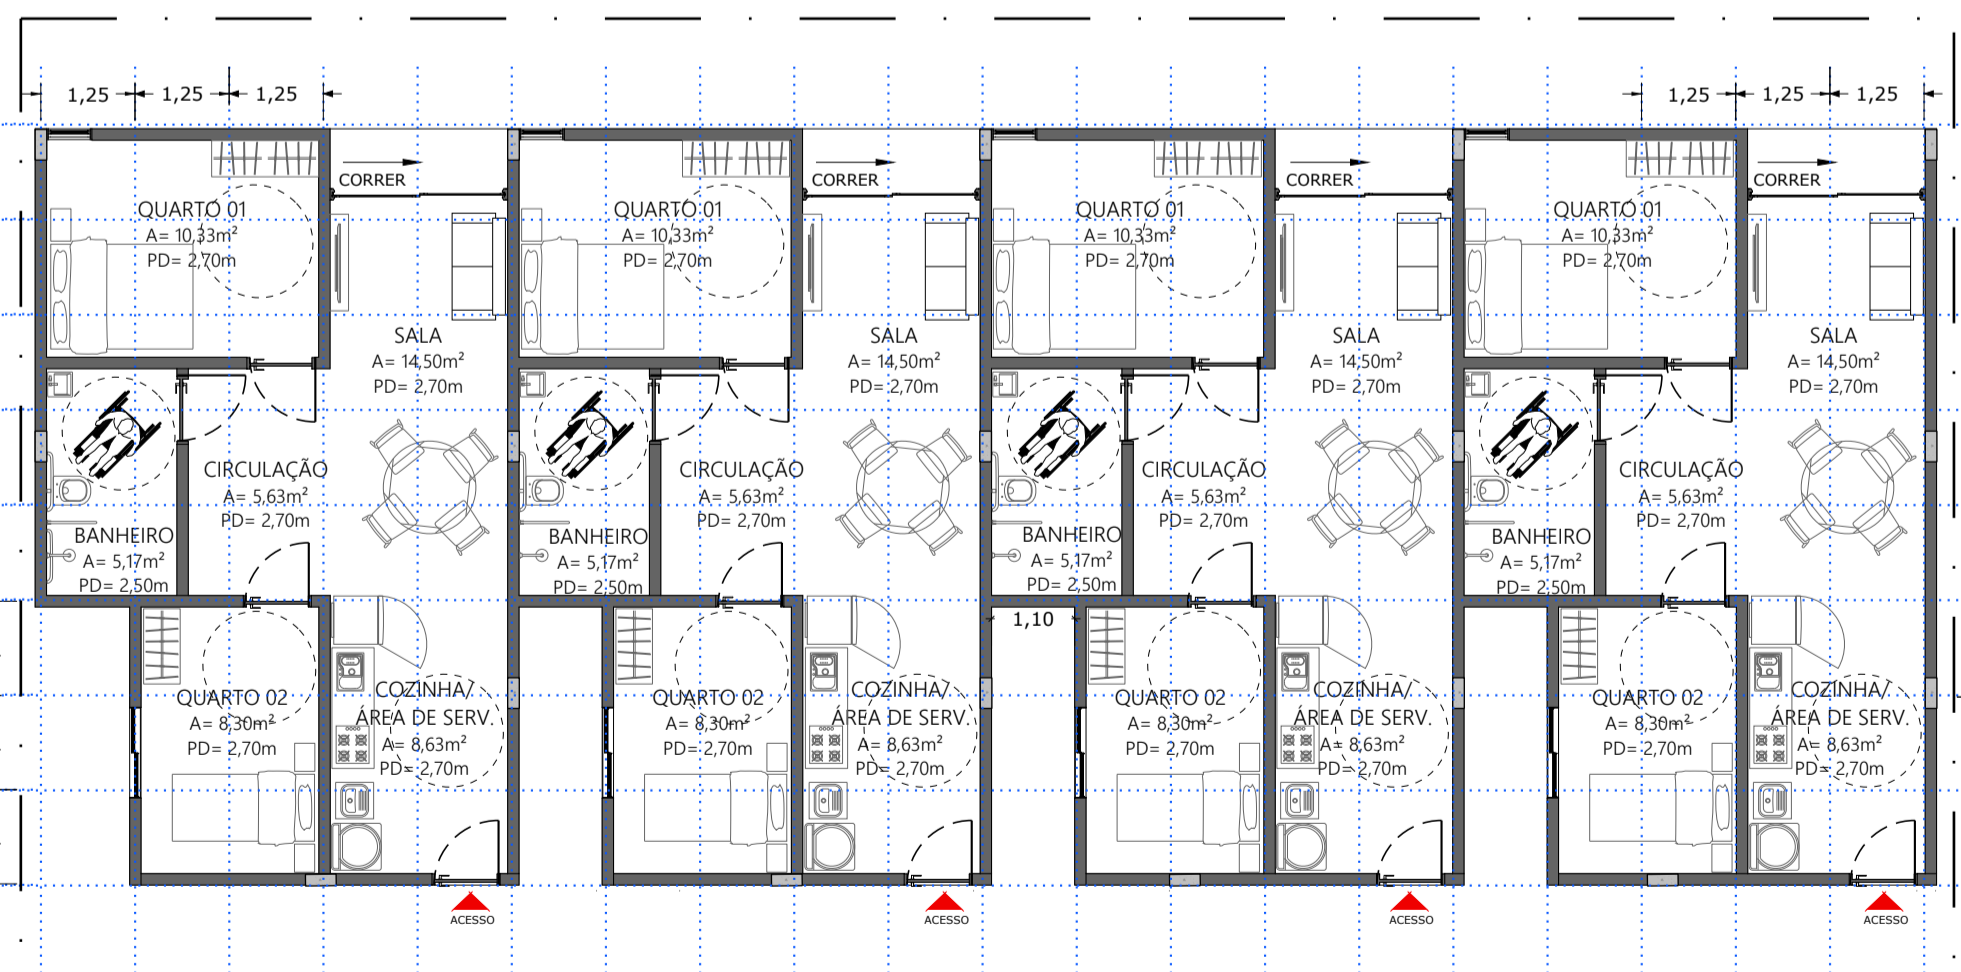 1,25
1,25
1,25
1,25
1,25
1,25
CORRER
CORRER
CORRER
CORRER
QUARTO 01
A= 10,33m²
PD= 2,70m
QUARTO 01
A= 10,33m²
PD= 2,70m
QUARTO 01
A= 10,33m²
PD= 2,70m
QUARTO 01
A= 10,33m²
PD= 2,70m
SALA
A= 14,50m²
PD= 2,70m
SALA
A= 14,50m²
PD= 2,70m
SALA
A= 14,50m²
PD= 2,70m
SALA
A= 14,50m²
PD= 2,70m
CIRCULAÇÃO
A= 5,63m²
PD= 2,70m
CIRCULAÇÃO
A= 5,63m²
PD= 2,70m
CIRCULAÇÃO
A= 5,63m²
PD= 2,70m
CIRCULAÇÃO
A= 5,63m²
PD= 2,70m
BANHEIRO
A= 5,17m²
PD= 2,50m
BANHEIRO
A= 5,17m²
PD= 2,50m
BANHEIRO
A= 5,17m²
PD= 2,50m
BANHEIRO
A= 5,17m²
PD= 2,50m
1,10
QUARTO 02
A= 8,30m²
PD= 2,70m
COZINHA/
ÁREA DE SERV.
A= 8,63m²
PD= 2,70m
QUARTO 02
A= 8,30m²
PD= 2,70m
COZINHA/
ÁREA DE SERV.
A= 8,63m²
PD= 2,70m
QUARTO 02
A= 8,30m²
PD= 2,70m
COZINHA/
ÁREA DE SERV.
A= 8,63m²
PD= 2,70m
QUARTO 02
A= 8,30m²
PD= 2,70m
COZINHA/
ÁREA DE SERV.
A= 8,63m²
PD= 2,70m
ACESSO
ACESSO
ACESSO
ACESSO